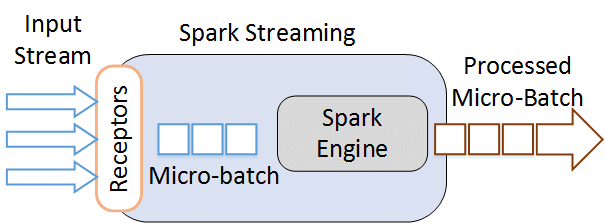 Input
Stream
Spark Streaming
Receptors
Micro-batch
Spark
Engine
Processed
Micro-Batch